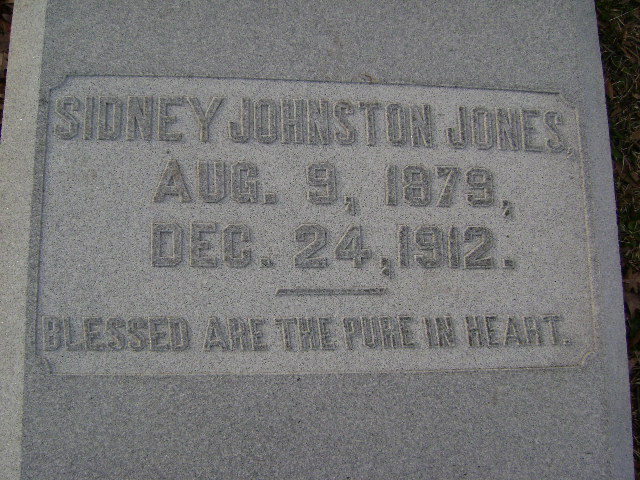 SIDNEY JOHNSTON JONES,
AUG. 9, 1879,
DEC. 24, 1912.
BLESSED ARE THE PURE IN HEART.